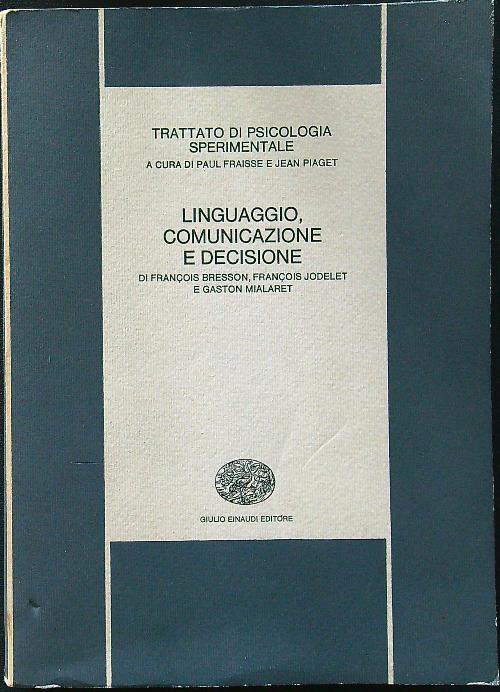 TRATTATO DI PSICOLOGIA
SPERIMENTALE
A CURA DI PAUL FRAISSE E JEAN PIAGET
LINGUAGGIO,
COMUNICAZIONE
E DECISIONE
DI FRANÇOIS BRESSON, FRANÇOIS JODELET
E GASTON MIALARET
GIULIO EINAUDI EDITORE